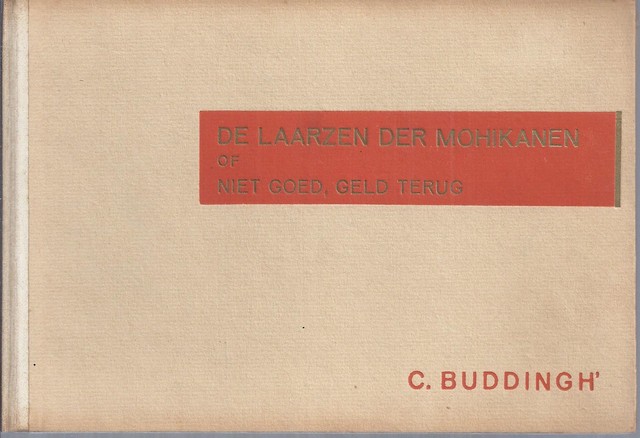 DE LAARZEN DER MOHIKANEN
OF
NIET GOED, GELD TERUG
C. BUDDINGH'